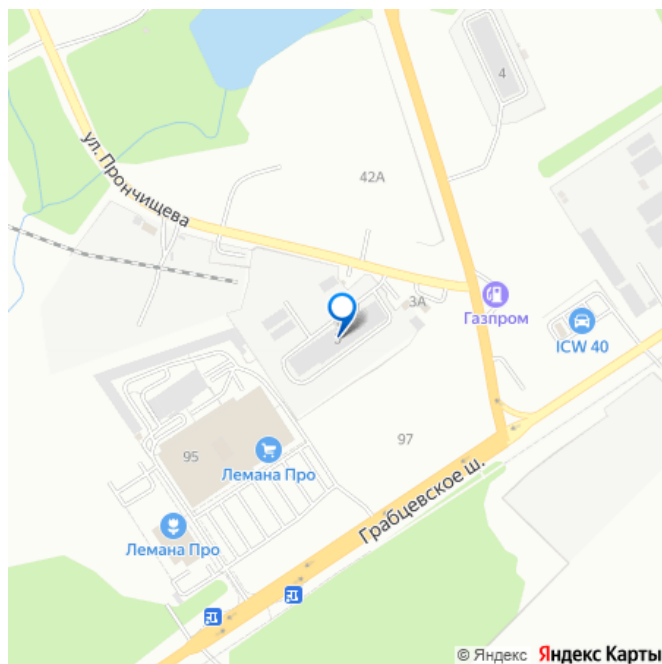 4
ул. Прончищева
42А
3А
Газпром
ICW 40
97
95
Лемана Про
Грабцевское ш.
Лемана Про
© Яндекс Яндекс Карты